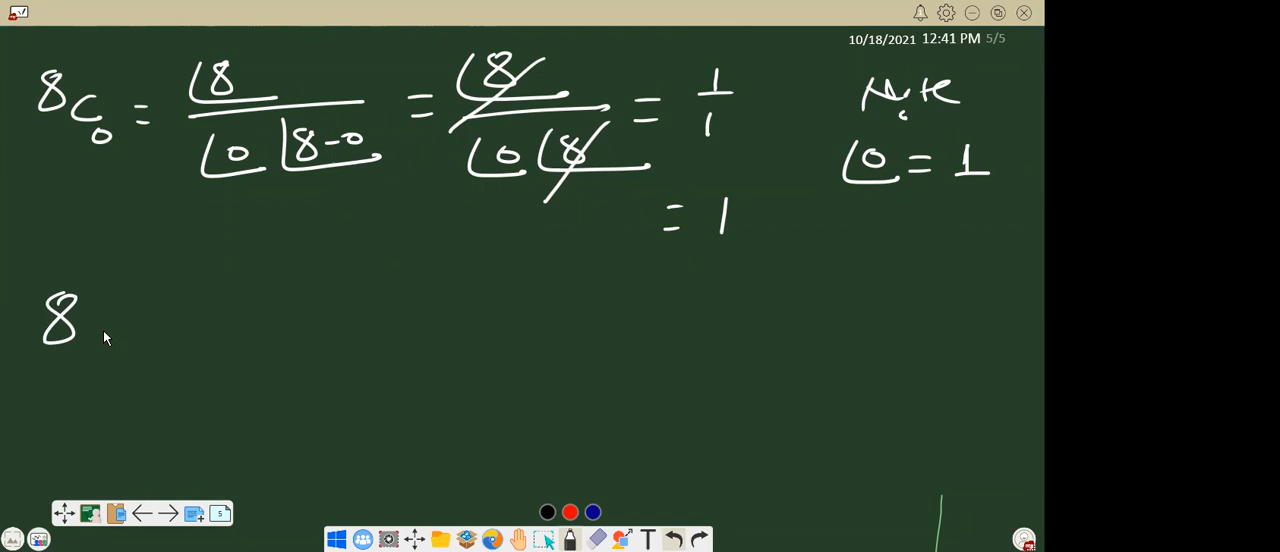 10/18/2021 12:41 PM 5/5
8C₀ = ⌊8 / ⌊0 ⌊8-0 = ⌊8 / ⌊0 ⌊8 = 1/1
= 1
Note
⌊0 = 1
8
5
T